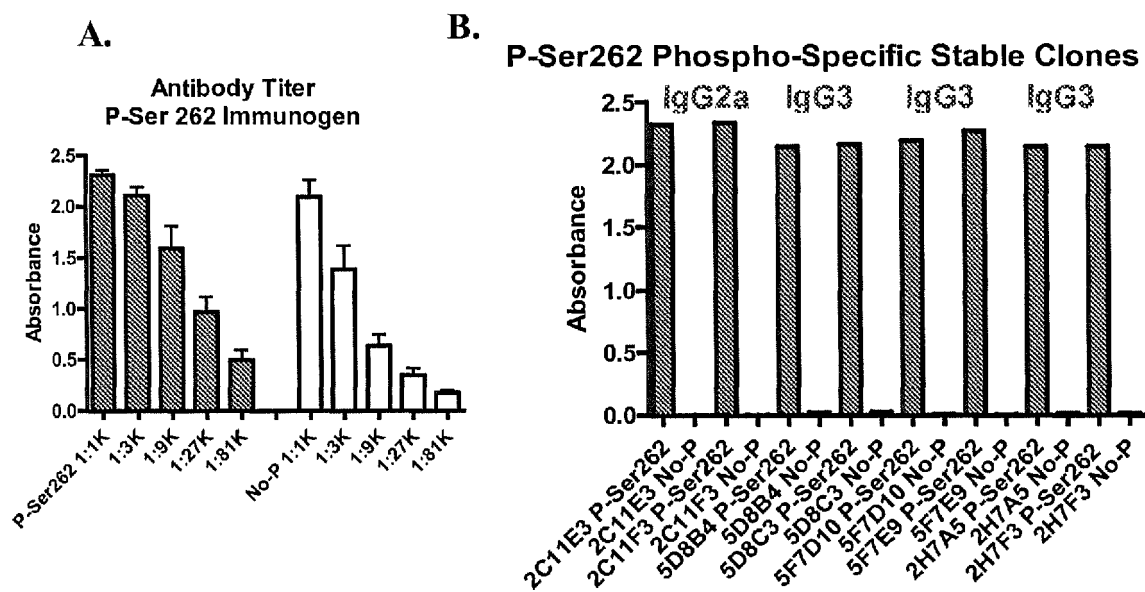 A.
Antibody Titer
P-Ser 262 Immunogen
Absorbance
2.5
2.0
1.5
1.0
0.5
0.0
P-Ser262 1:1K
1:3K
1:9K
1:27K
1:81K
No-P 1:1K
1:3K
1:9K
1:27K
1:81K
B.
P-Ser262 Phospho-Specific Stable Clones
IgG2a IgG3 IgG3 IgG3
Absorbance
2.5
2.0
1.5
1.0
0.5
0.0
2C11E3 P-Ser262
2C11E3 No-P
2C11F3 P-Ser262
2C11F3 No-P
5D8B4 P-Ser262
5D8B4 No-P
5D8C3 P-Ser262
5D8C3 No-P
5F7D10 P-Ser262
5F7D10 No-P
5F7E9 P-Ser262
5F7E9 No-P
2H7A5 P-Ser262
2H7A5 No-P
2H7F3 P-Ser262
2H7F3 No-P